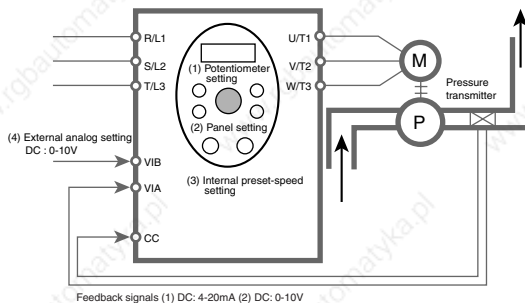 R/L1
S/L2
T/L3
U/T1
V/T2
W/T3
M
P
Pressure
transmitter
(1) Potentiometer
setting
(2) Panel setting
(3) Internal preset-speed
setting
(4) External analog setting
DC : 0-10V
VIB
VIA
CC
Feedback signals (1) DC: 4-20mA (2) DC: 0-10V